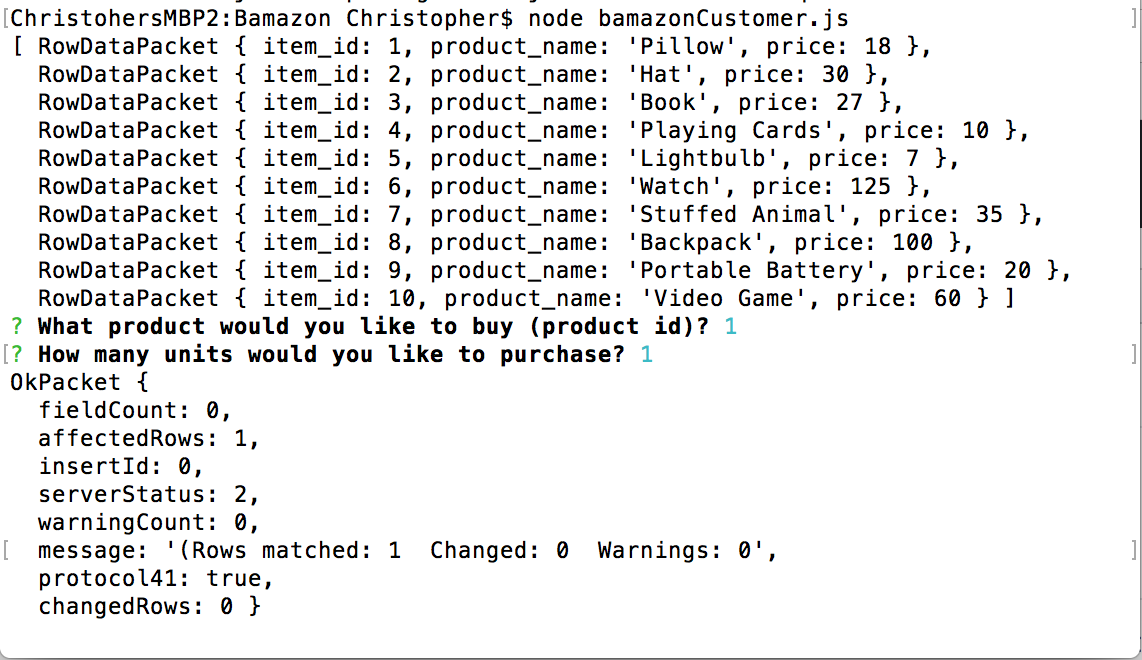 [ChristohersMBP2:Bamazon Christopher$ node bamazonCustomer.js ]
[ RowDataPacket { item_id: 1, product_name: 'Pillow', price: 18 },
RowDataPacket { item_id: 2, product_name: 'Hat', price: 30 },
RowDataPacket { item_id: 3, product_name: 'Book', price: 27 },
RowDataPacket { item_id: 4, product_name: 'Playing Cards', price: 10 },
RowDataPacket { item_id: 5, product_name: 'Lightbulb', price: 7 },
RowDataPacket { item_id: 6, product_name: 'Watch', price: 125 },
RowDataPacket { item_id: 7, product_name: 'Stuffed Animal', price: 35 },
RowDataPacket { item_id: 8, product_name: 'Backpack', price: 100 },
RowDataPacket { item_id: 9, product_name: 'Portable Battery', price: 20 },
RowDataPacket { item_id: 10, product_name: 'Video Game', price: 60 } ]
? What product would you like to buy (product id)? 1
[? How many units would you like to purchase? 1 ]
OkPacket {
fieldCount: 0,
affectedRows: 1,
insertId: 0,
serverStatus: 2,
warningCount: 0,
[ message: '(Rows matched: 1  Changed: 0  Warnings: 0', ]
protocol41: true,
changedRows: 0 }